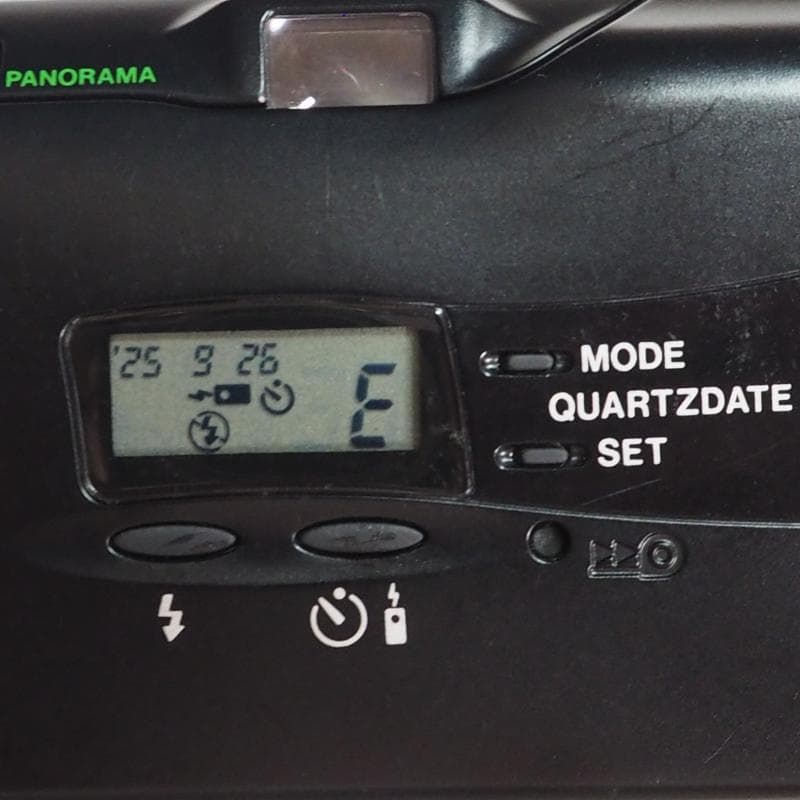 PANORAMA
'25 9 26
E
MODE
QUARTZDATE
SET